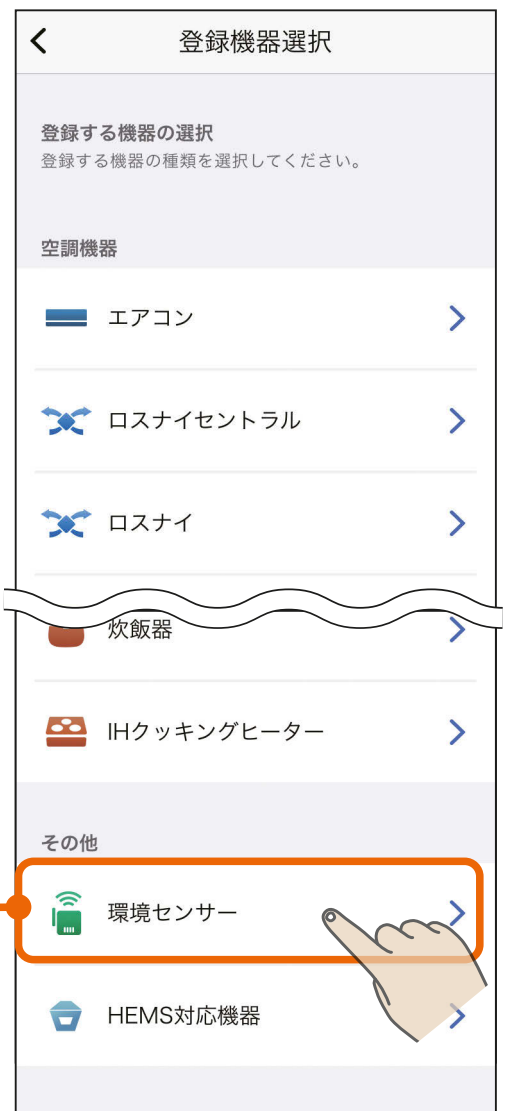 登録機器選択
登録する機器の選択
登録する機器の種類を選択してください。
空調機器
エアコン
ロスナイセントラル
ロスナイ
炊飯器
IHクッキングヒーター
その他
環境センサー
HEMS対応機器